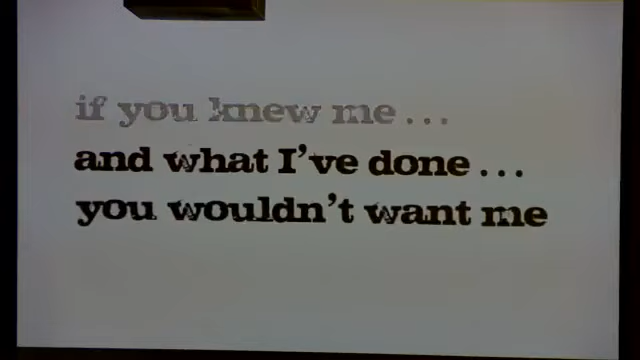 if you knew me...
and what I've done...
you wouldn't want me